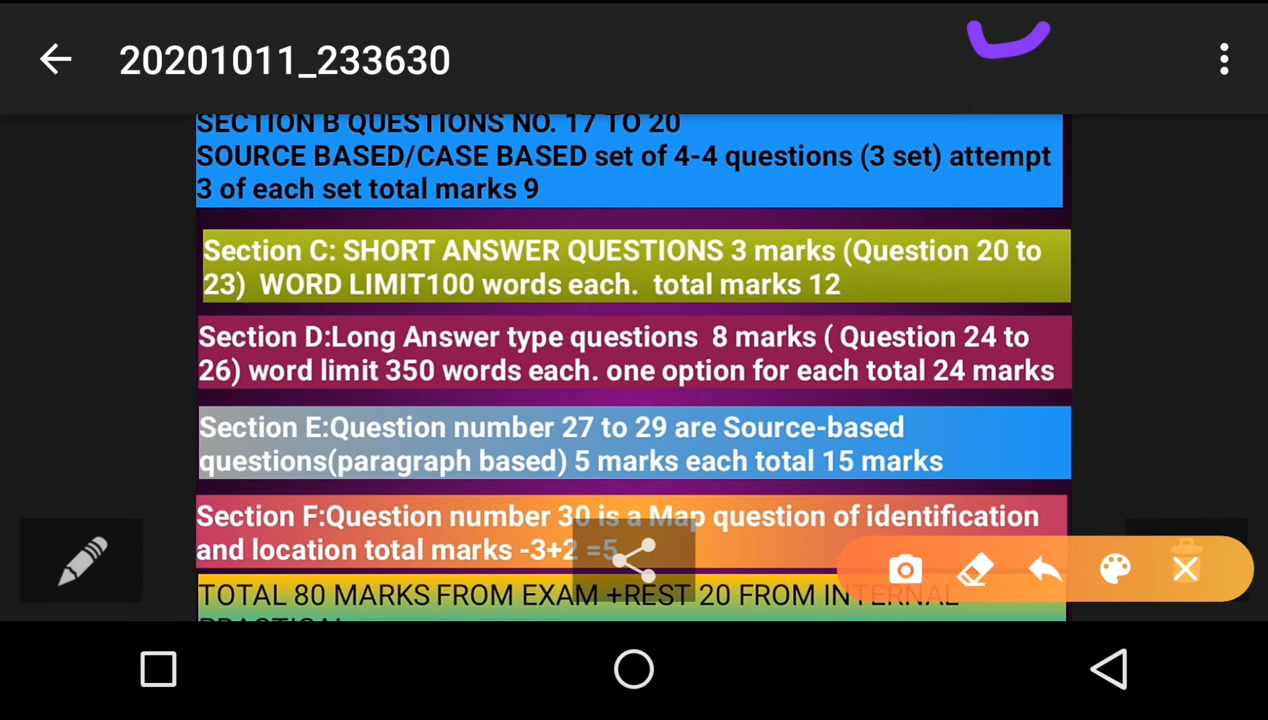 20201011_233630
SECTION B QUESTIONS NO. 17 TO 20
SOURCE BASED/CASE BASED set of 4-4 questions (3 set) attempt
3 of each set total marks 9
Section C: SHORT ANSWER QUESTIONS 3 marks (Question 20 to
23) WORD LIMIT100 words each. total marks 12
Section D:Long Answer type questions 8 marks ( Question 24 to
26) word limit 350 words each. one option for each total 24 marks
Section E:Question number 27 to 29 are Source-based
questions(paragraph based) 5 marks each total 15 marks
Section F:Question number 30 is a Map question of identification
and location total marks -3+2 =5
TOTAL 80 MARKS FROM EXAM +REST 20 FROM INTERNAL
PRACTICAL